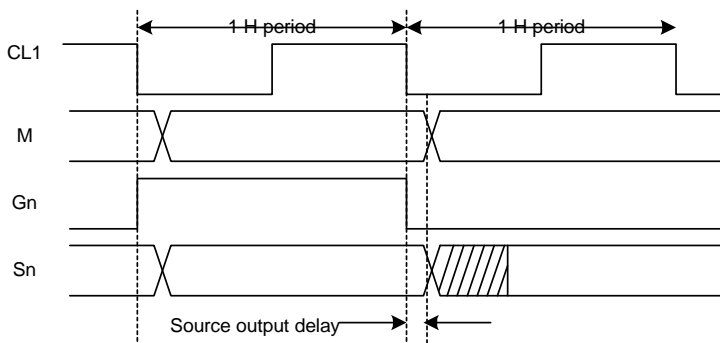 1 H period 1 H period
CL1
M
Gn
Sn
Source output delay